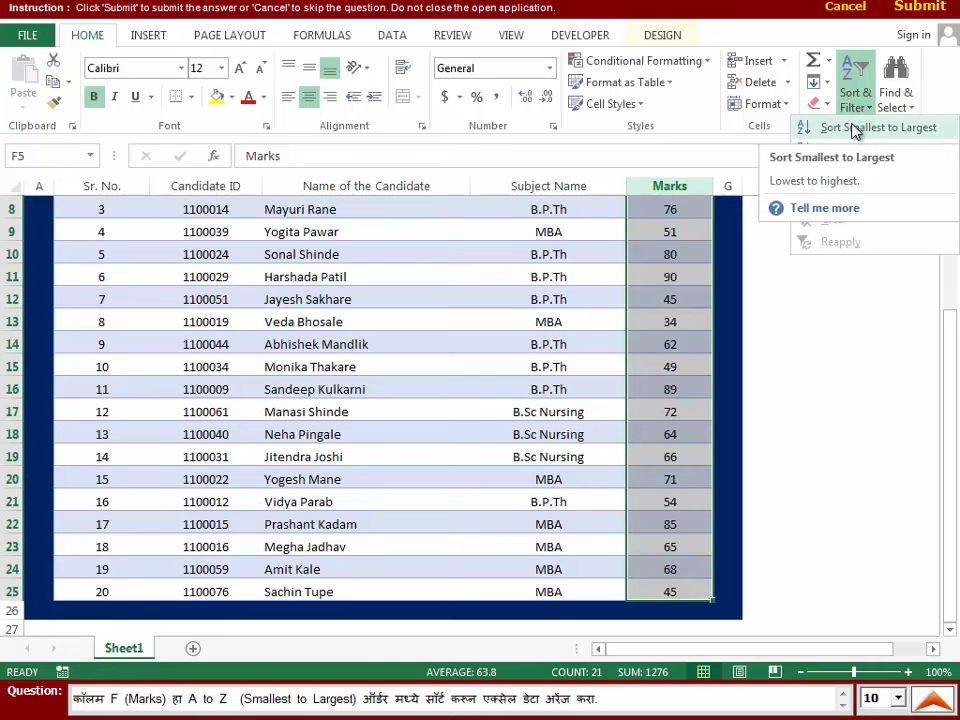 Instruction : Click 'Submit' to submit the answer or 'Cancel' to skip the question. Do not close the open application. Cancel Submit
FILE HOME INSERT PAGE LAYOUT FORMULAS DATA REVIEW VIEW DEVELOPER DESIGN Sign in
Calibri 12 General Conditional Formatting Insert Σ
Paste Format as Table Delete Sort & Find &
B I U $ % , Cell Styles Format Filter Select
Clipboard Font Alignment Number Styles Cells
Sort Smallest to Largest
F5 fx Marks
Sort Smallest to Largest
Lowest to highest.
Tell me more
Reapply
A Sr. No. Candidate ID Name of the Candidate Subject Name Marks G
8 3 1100014 Mayuri Rane B.P.Th 76
9 4 1100039 Yogita Pawar MBA 51
10 5 1100024 Sonal Shinde B.P.Th 80
11 6 1100029 Harshada Patil B.P.Th 90
12 7 1100051 Jayesh Sakhare B.P.Th 45
13 8 1100019 Veda Bhosale MBA 34
14 9 1100044 Abhishek Mandlik B.P.Th 62
15 10 1100034 Monika Thakare B.P.Th 49
16 11 1100009 Sandeep Kulkarni B.P.Th 89
17 12 1100061 Manasi Shinde B.Sc Nursing 72
18 13 1100040 Neha Pingale B.Sc Nursing 64
19 14 1100031 Jitendra Joshi B.Sc Nursing 66
20 15 1100022 Yogesh Mane MBA 71
21 16 1100012 Vidya Parab B.P.Th 54
22 17 1100015 Prashant Kadam MBA 85
23 18 1100016 Megha Jadhav MBA 65
24 19 1100059 Amit Kale MBA 68
25 20 1100076 Sachin Tupe MBA 45
26
27
Sheet1
READY AVERAGE: 63.8 COUNT: 21 SUM: 1276 100%
Question: कॉलम F (Marks) हा A to Z (Smallest to Largest) ऑर्डर मध्ये सॉर्ट करुन एक्सेल डेटा अरेंज करा. 10